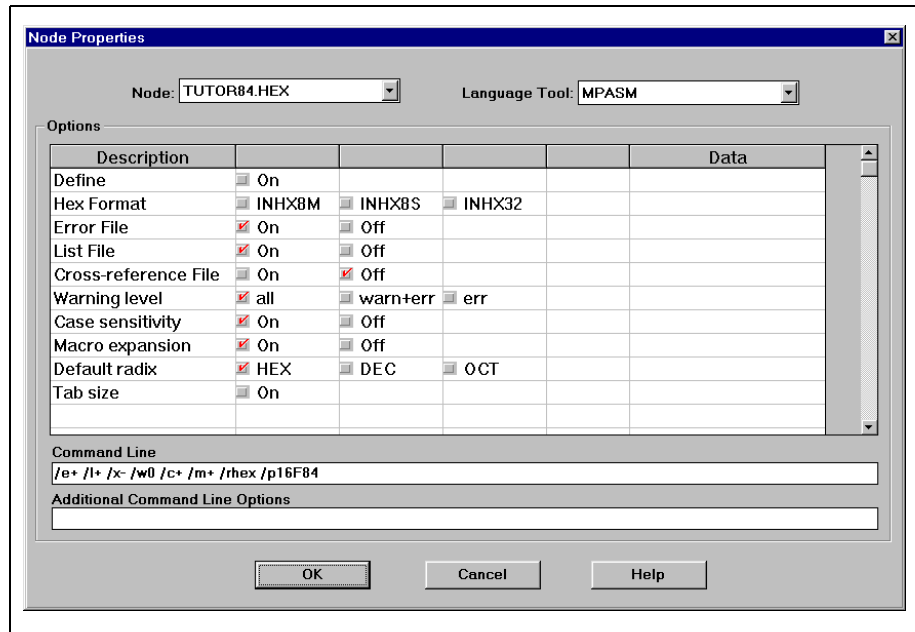 Node Properties
Node: TUTOR84.HEX Language Tool: MPASM
Options
Description Data
Define On
Hex Format INHX8M INHX8S INHX32
Error File On Off
List File On Off
Cross-reference File On Off
Warning level all warn+err err
Case sensitivity On Off
Macro expansion On Off
Default radix HEX DEC OCT
Tab size On
Command Line
/e+ /l+ /x- /w0 /c+ /m+ /rhex /p16F84
Additional Command Line Options
OK Cancel Help